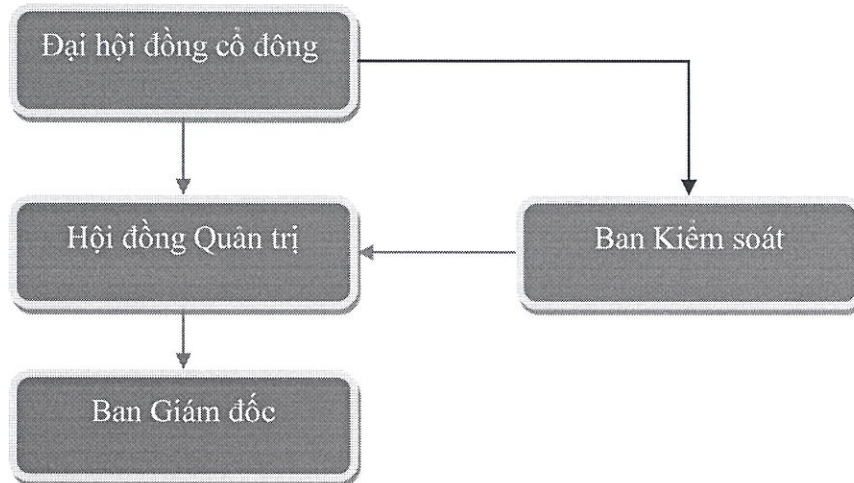 Đại hội đồng cổ đông
Hội đồng Quản trị
Ban Kiểm soát
Ban Giám đốc